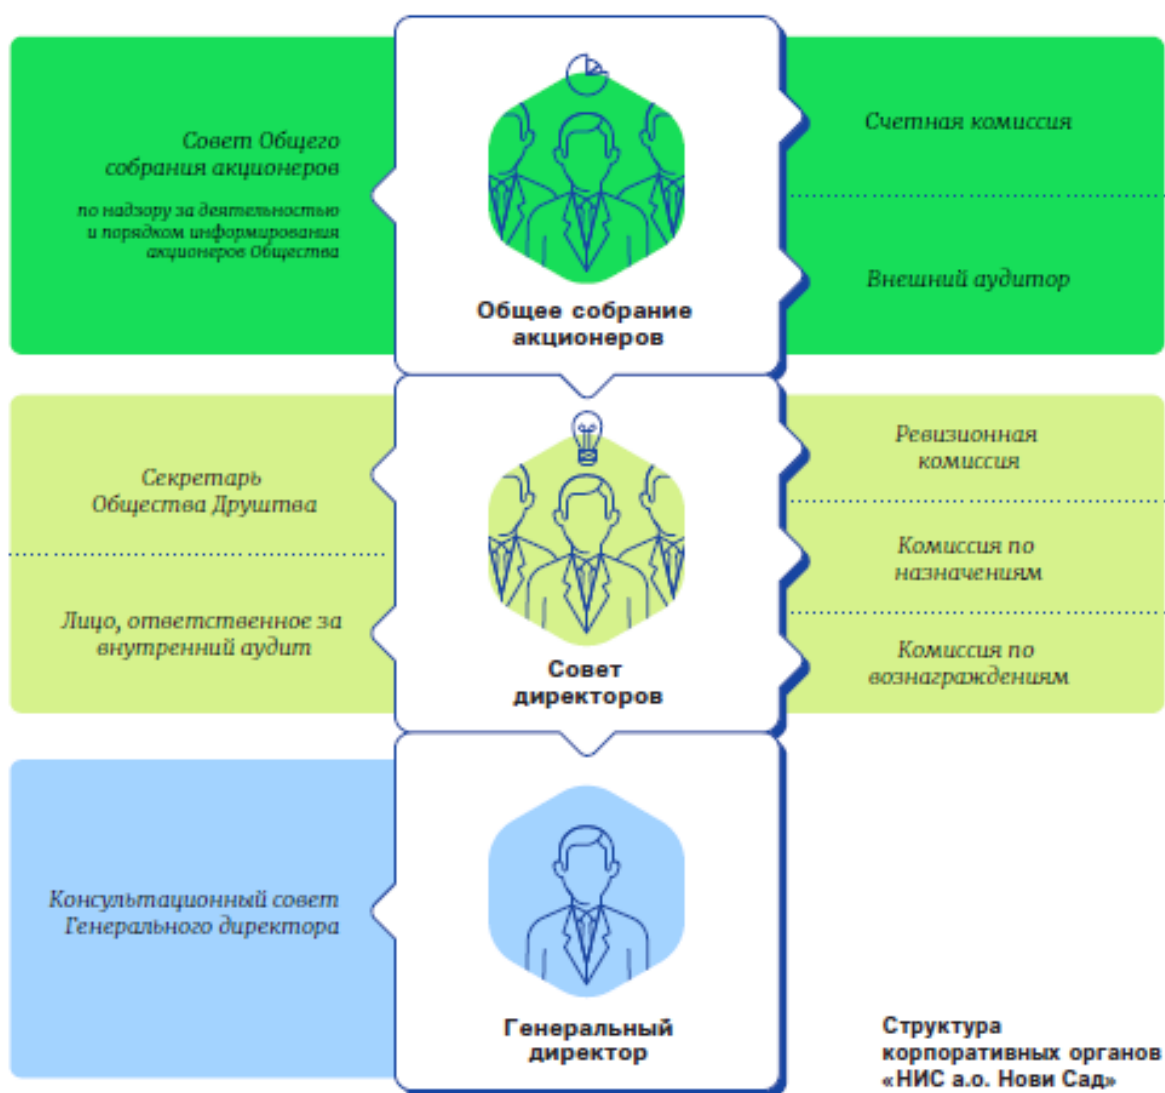 Совет Общего
собрания акционеров
по надзору за деятельностью
и порядком информирования
акционеров Общества
Общее собрание
акционеров
Счетная комиссия
Внешний аудитор
Секретарь
Общества Друштва
Лицо, ответственное за
внутренний аудит
Совет
директоров
Ревизионная
комиссия
Комиссия по
назначениям
Комиссия по
вознаграждениям
Консультационный совет
Генерального директора
Генеральный
директор
Структура
корпоративных органов
«НИС а.о. Нови Сад»